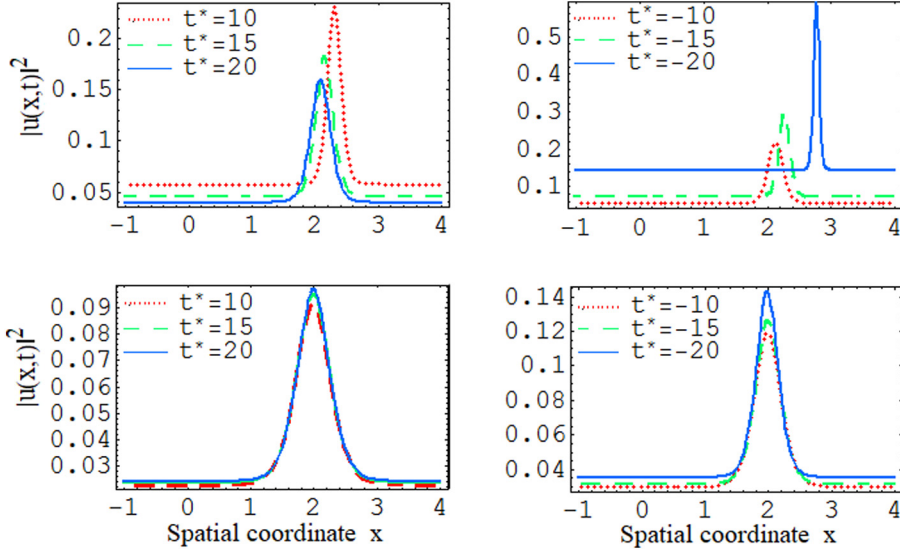 t*=10
t*=15
t*=20
0.2
0.15
0.1
0.05
|u(x,t)|²
-1 0 1 2 3 4
t*=-10
t*=-15
t*=-20
0.5
0.4
0.3
0.2
0.1
-1 0 1 2 3 4
t*=10
t*=15
t*=20
0.09
0.08
0.07
0.06
0.05
0.04
0.03
|u(x,t)|²
-1 0 1 2 3 4
Spatial coordinate x
t*=-10
t*=-15
t*=-20
0.14
0.12
0.10
0.08
0.06
0.04
-1 0 1 2 3 4
Spatial coordinate x